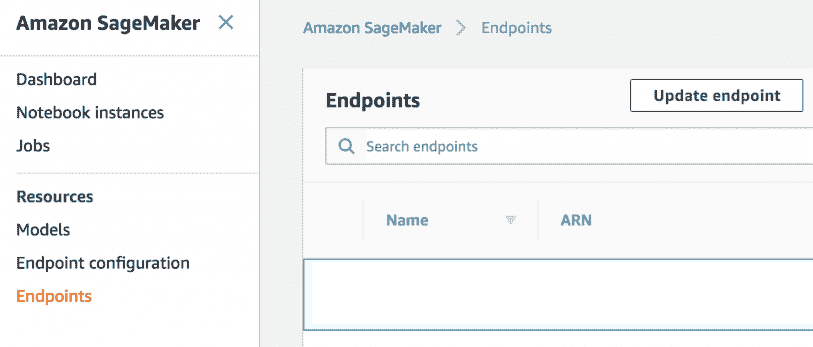 Amazon SageMaker
Dashboard
Notebook instances
Jobs
Resources
Models
Endpoint configuration
Endpoints
Amazon SageMaker > Endpoints
Endpoints
Update endpoint
Search endpoints
Name ARN